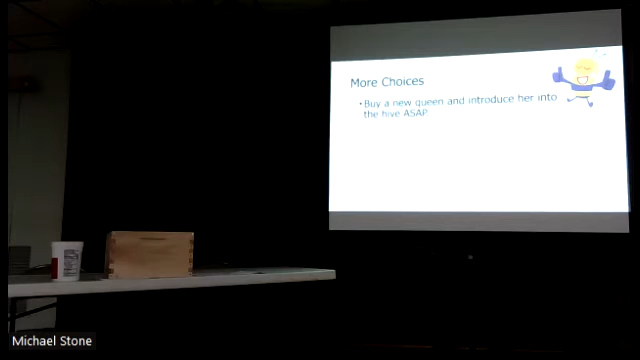 More Choices
•Buy a new queen and introduce her into
the hive ASAP
Michael Stone